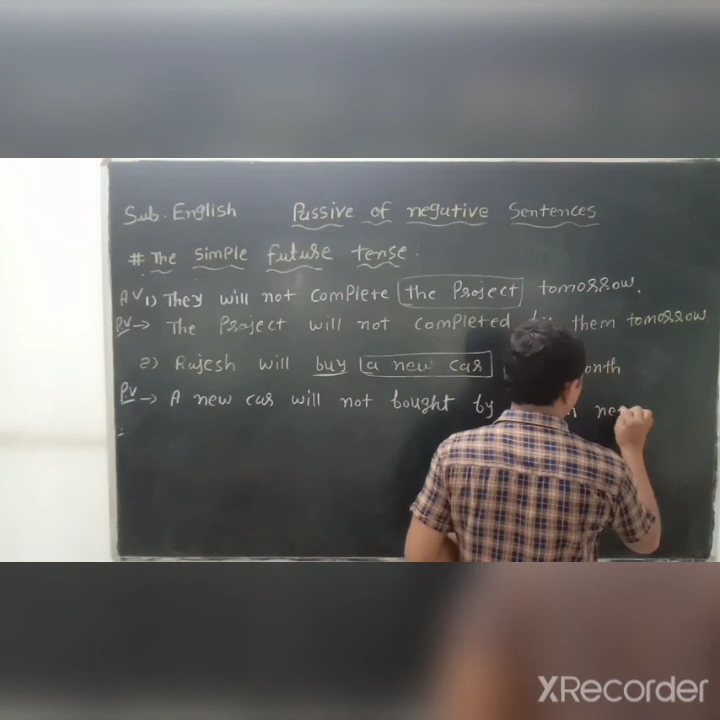 Sub. English Passive of negative Sentences
# The Simple future tense:
AV 1) They will not complete the Project tomorrow.
PV → The Project will not completed by them tomorrow
2) Rajesh will buy a new car onth
PV → A new car will not bought by
XRecorder